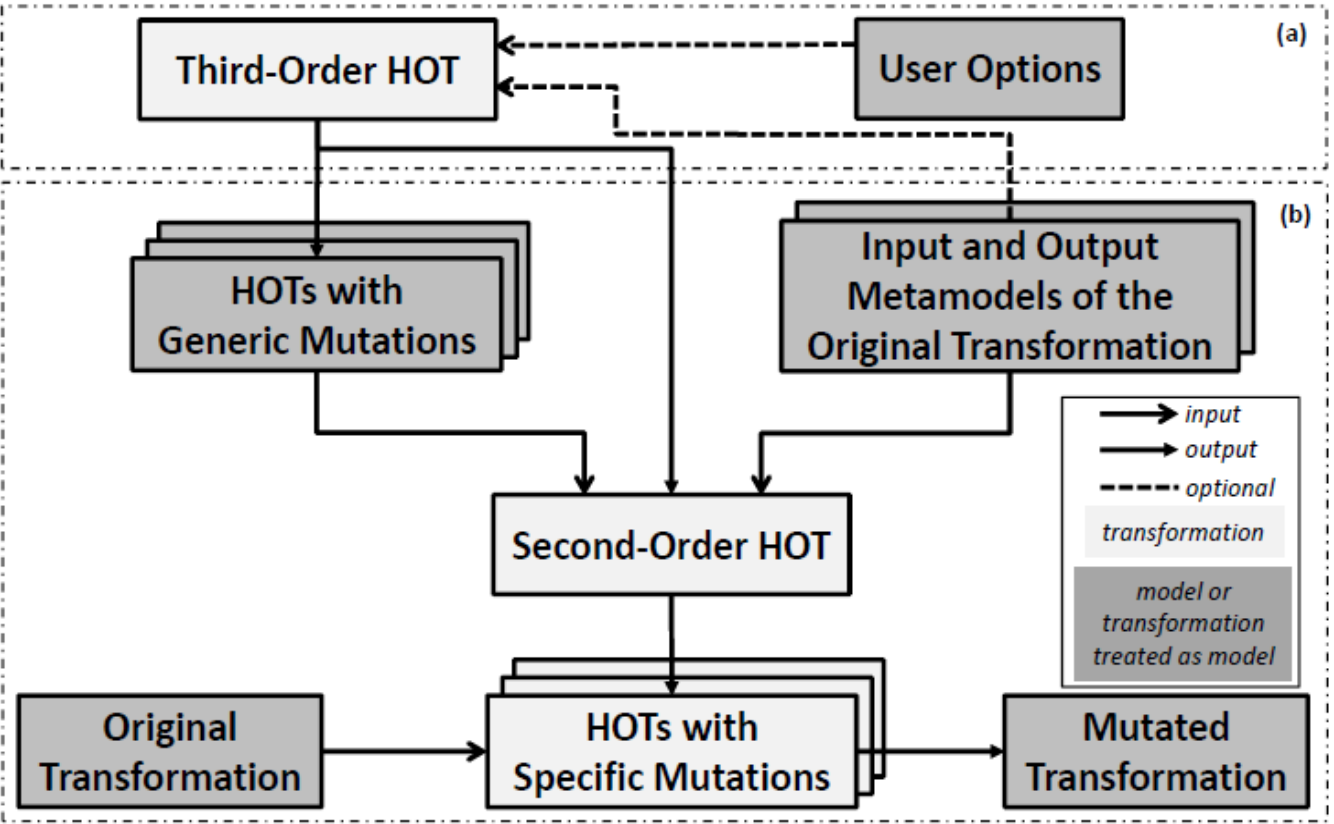 (a)
Third-Order HOT
User Options
(b)
HOTs with
Generic Mutations
Input and Output
Metamodels of the
Original Transformation
input
output
optional
transformation
model or
transformation
treated as model
Second-Order HOT
Original
Transformation
HOTs with
Specific Mutations
Mutated
Transformation